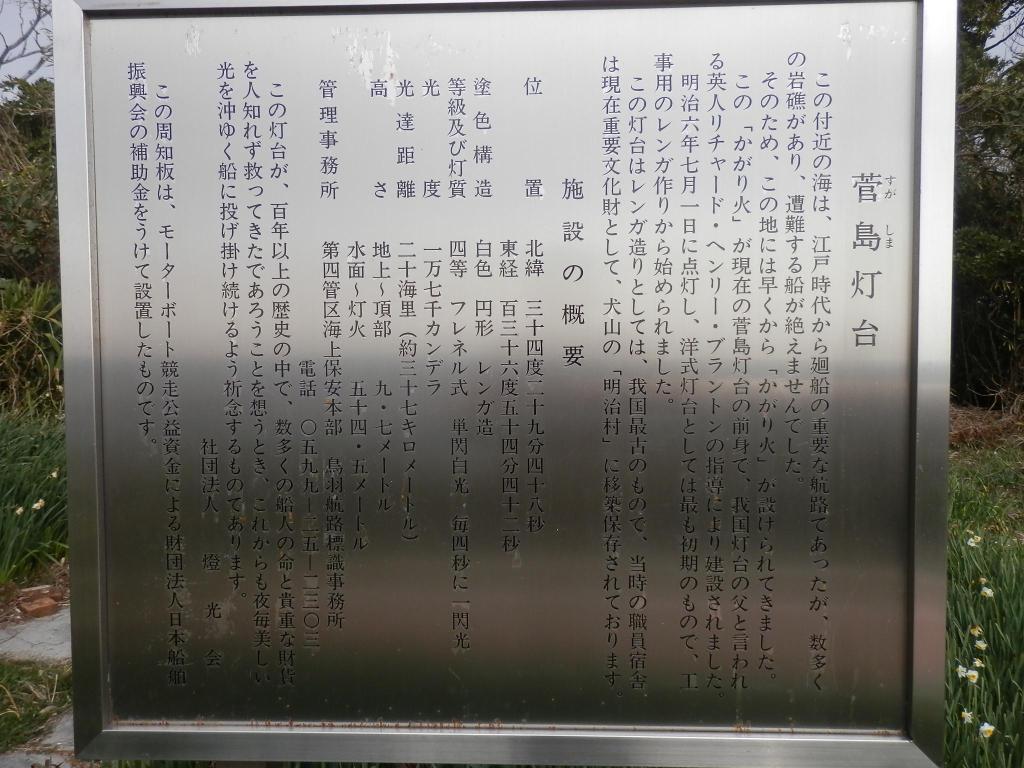 菅島灯台
すが しま
この付近の海は、江戸時代から廻船の重要な航路であったが、数多く
の岩礁があり、遭難する船が絶えませんでした。
そのため、この地には早くから「かがり火」が設けられてきました。
この「かがり火」が現在の菅島灯台の前身で、我国灯台の父と言われ
る英人リチャード・ヘンリー・ブラントンの指導により建設されました。
明治六年七月一日に点灯し、洋式灯台としては最も初期のもので、工
事用のレンガ作りから始められました。
この灯台はレンガ造りとしては、我国最古のもので、当時の職員宿舎
は現在重要文化財として、犬山の「明治村」に移築保存されております。
施設の概要
位置 北緯 三十四度二十九分四十八秒
東経 百三十六度五十四分四十二秒
塗色構造 白色 円形 レンガ造
等級及び灯質 四等 フレネル式 単閃白光 毎四秒に一閃光
光度 一万七千カンデラ
光達距離 二十海里(約三十七キロメートル)
高さ 地上～頂部 九・七メートル
水面～灯火 五十四・五メートル
管理事務所 第四管区海上保安本部 鳥羽航路標識事務所
電話 〇五九九ー二五ー二三〇三
この灯台が、百年以上の歴史の中で、数多くの船人の命と貴重な財貨
を人知れず救ってきたであろうことを想うとき、これからも夜毎美しい
光を沖ゆく船に投げ掛け続けるよう祈念するものであります。
社団法人 燈光会
この周知板は、モーターボート競走公益資金による財団法人日本船舶
振興会の補助金をうけて設置したものです。